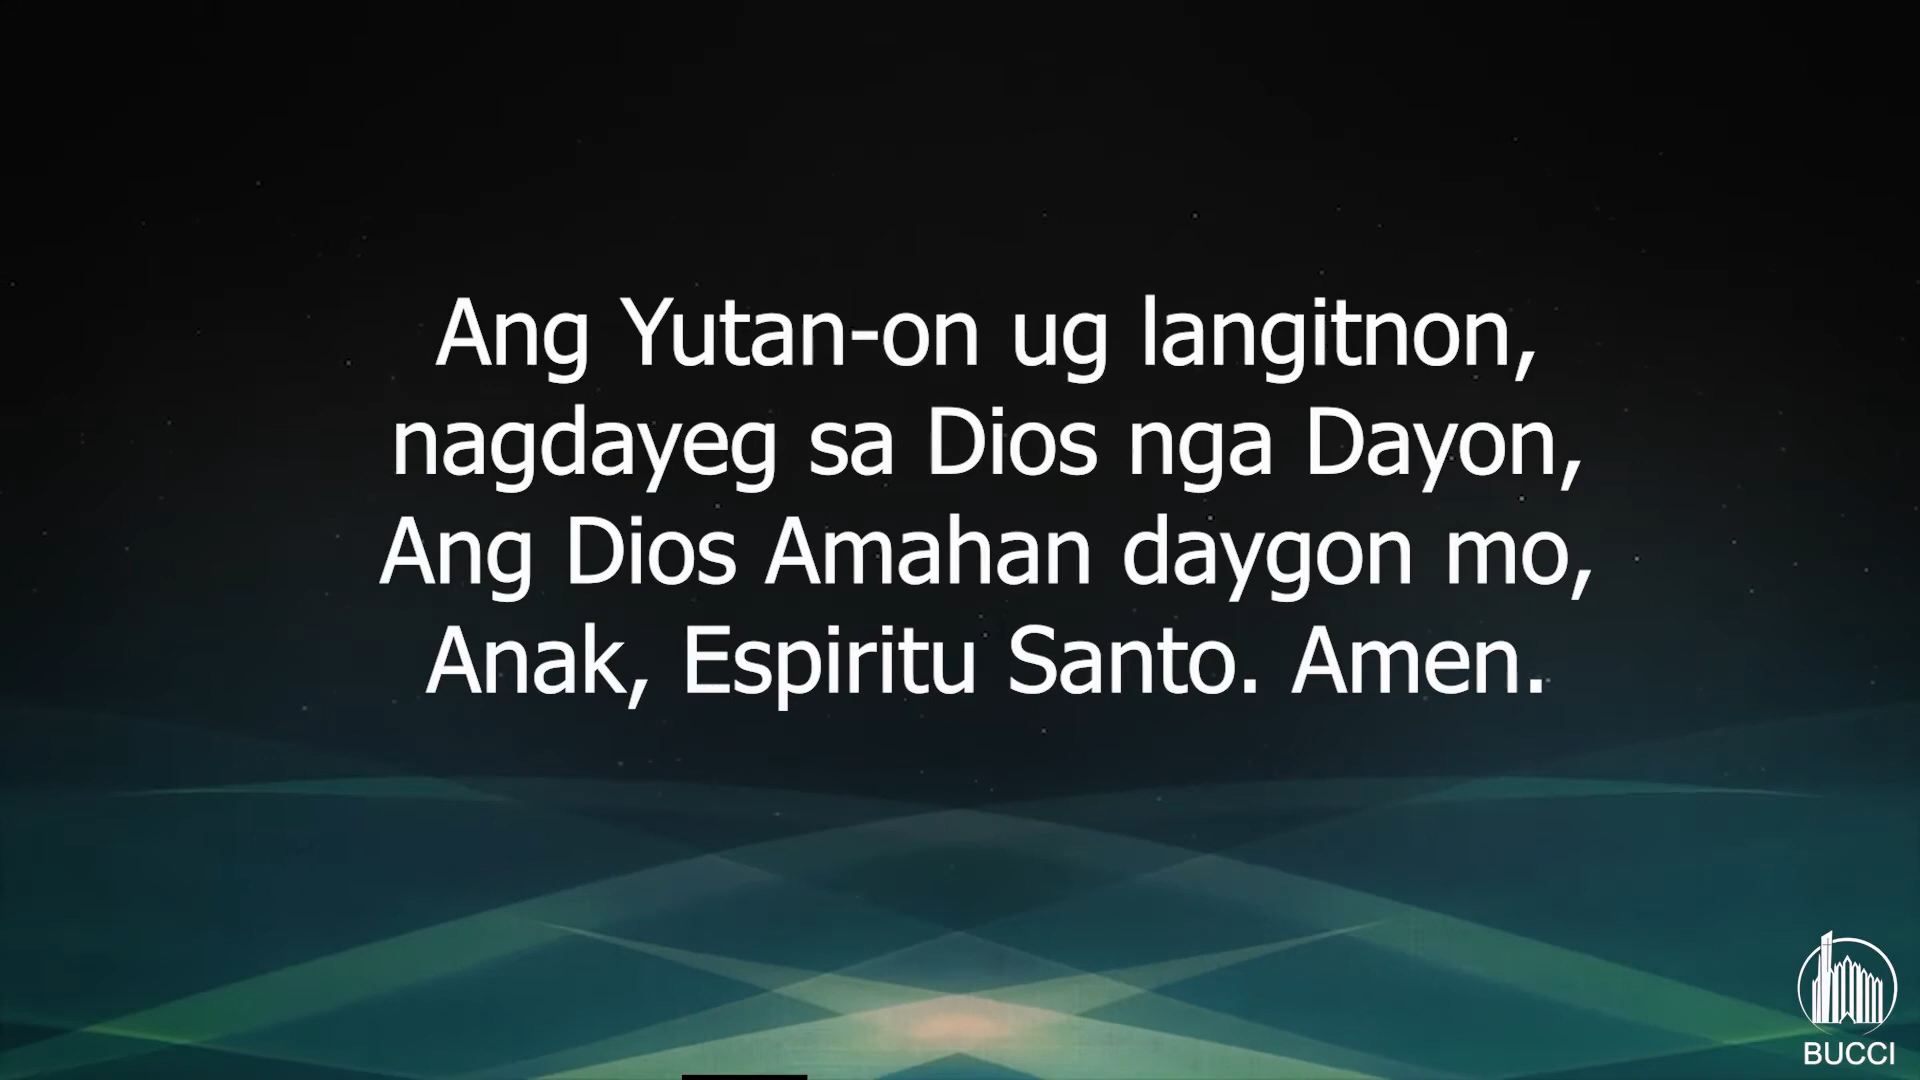 Ang Yutan-on ug langitnon,
nagdayeg sa Dios nga Dayon,
Ang Dios Amahan daygon mo,
Anak, Espiritu Santo. Amen.
BUCCI